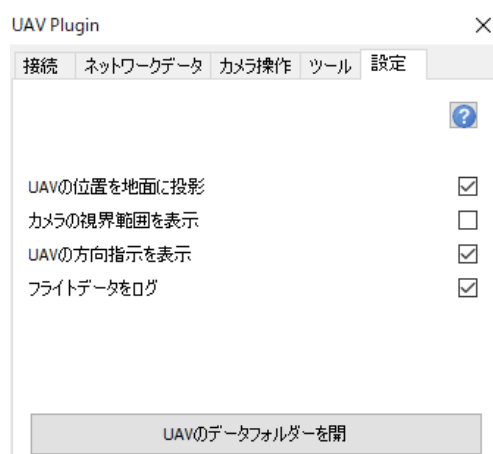 UAV Plugin
接続 ネットワークデータ カメラ操作 ツール 設定
UAVの位置を地面に投影
カメラの視界範囲を表示
UAVの方向指示を表示
フライトデータをログ
UAVのデータフォルダーを開